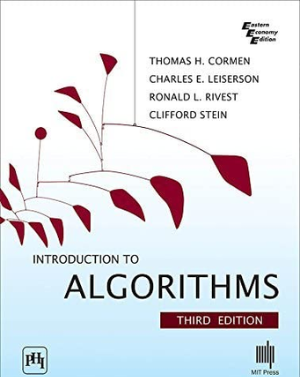 Eastern
Economy
Edition
THOMAS H. CORMEN
CHARLES E. LEISERSON
RONALD L. RIVEST
CLIFFORD STEIN
INTRODUCTION TO
ALGORITHMS
THIRD EDITION
PHI
MIT Press